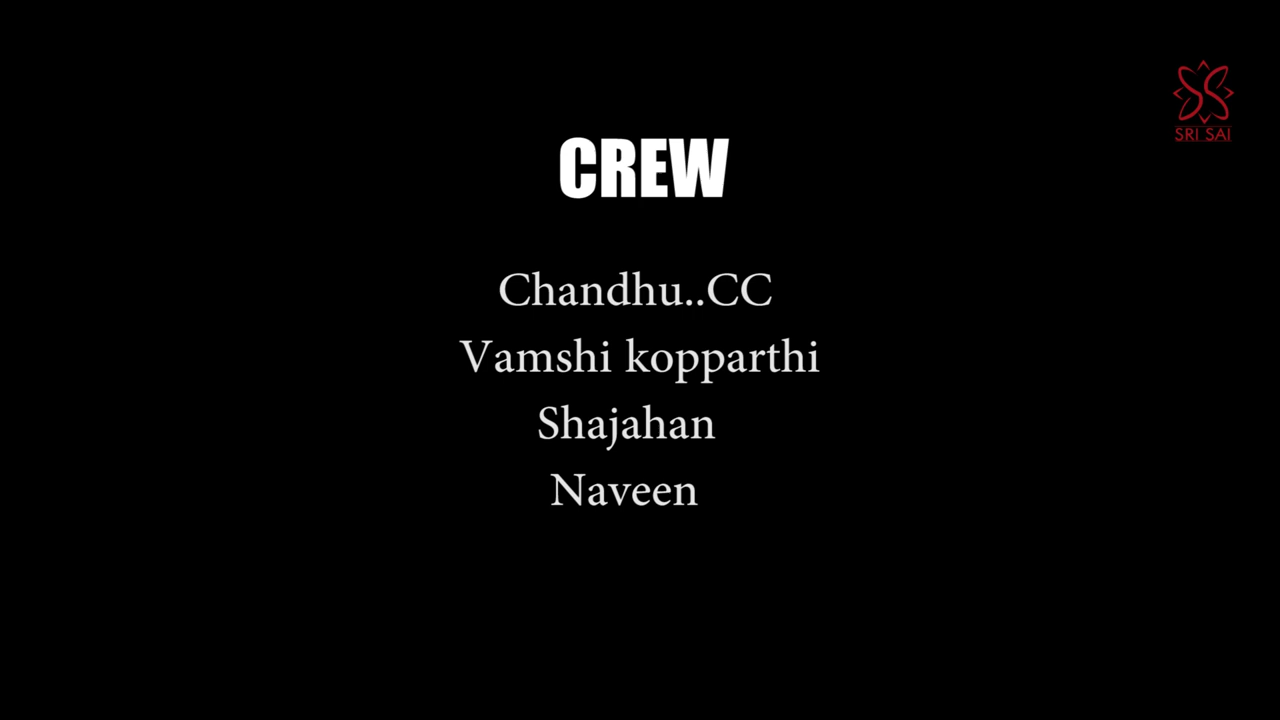 SRI SAI
CREW
Chandhu..CC
Vamshi kopparthi
Shajahan
Naveen